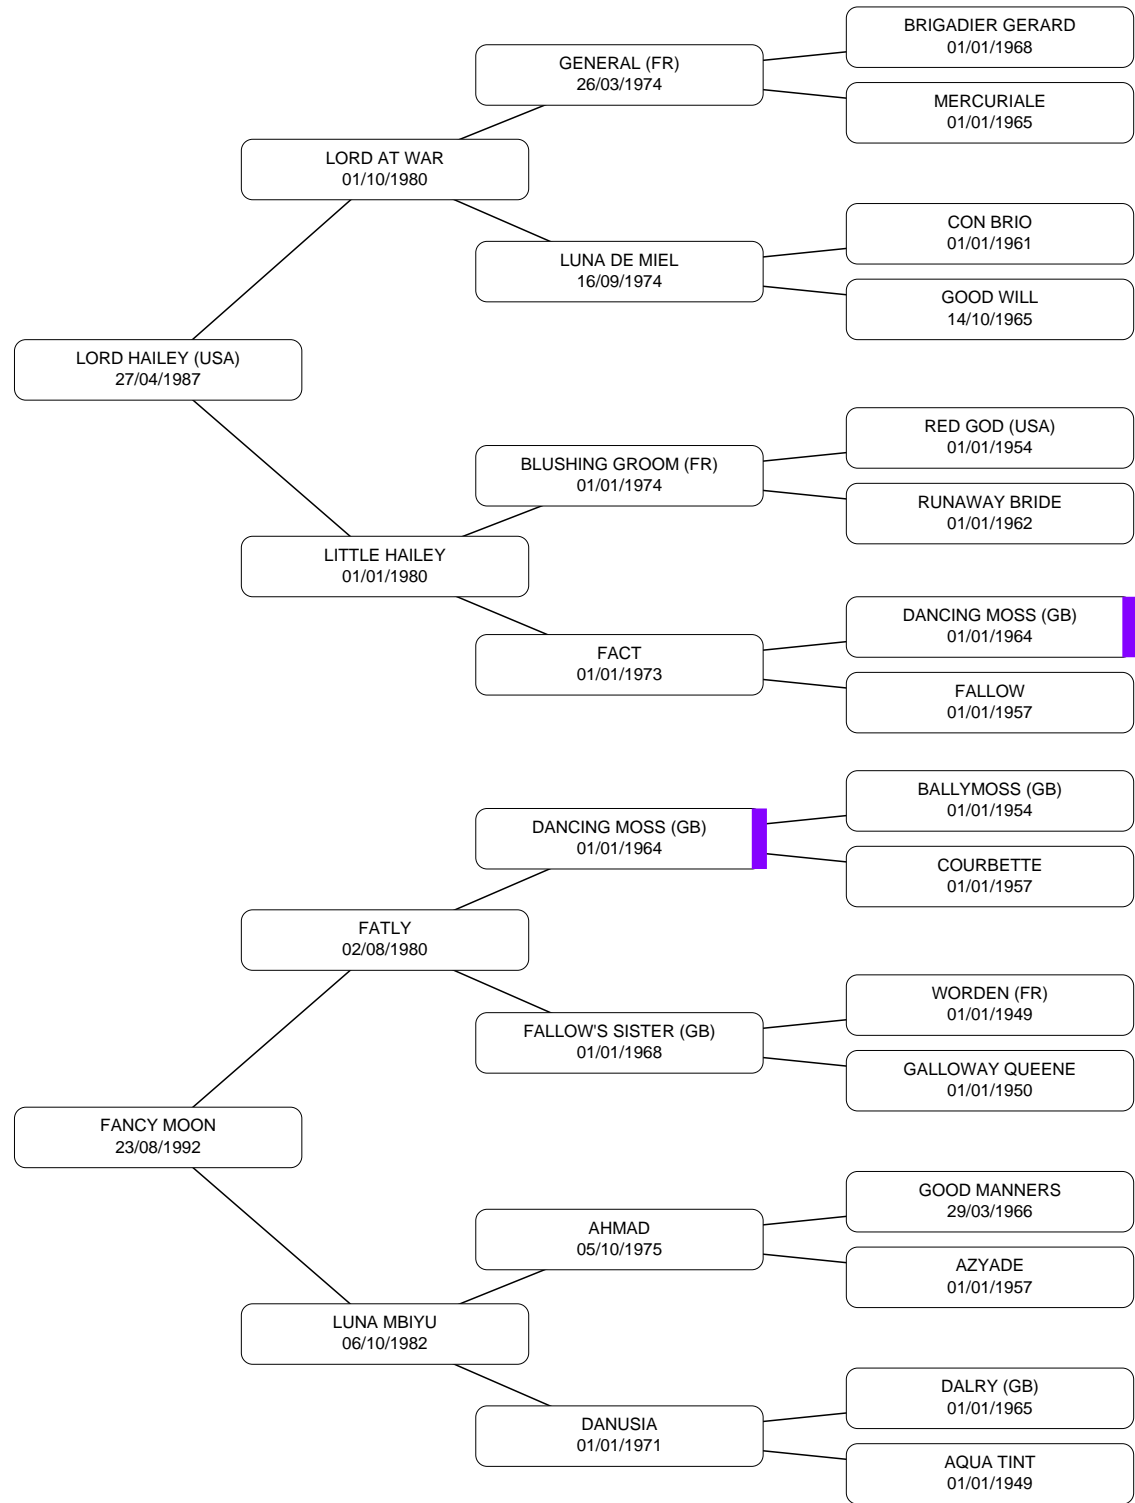 BRIGADIER GERARD
01/01/1968
GENERAL (FR)
26/03/1974
MERCURIALE
01/01/1965
LORD AT WAR
01/10/1980
CON BRIO
01/01/1961
LUNA DE MIEL
16/09/1974
GOOD WILL
14/10/1965
LORD HAILEY (USA)
27/04/1987
RED GOD (USA)
01/01/1954
BLUSHING GROOM (FR)
01/01/1974
RUNAWAY BRIDE
01/01/1962
LITTLE HAILEY
01/01/1980
DANCING MOSS (GB)
01/01/1964
FACT
01/01/1973
FALLOW
01/01/1957
BALLYMOSS (GB)
01/01/1954
DANCING MOSS (GB)
01/01/1964
COURBETTE
01/01/1957
FATLY
02/08/1980
WORDEN (FR)
01/01/1949
FALLOW'S SISTER (GB)
01/01/1968
GALLOWAY QUEENE
01/01/1950
FANCY MOON
23/08/1992
GOOD MANNERS
29/03/1966
AHMAD
05/10/1975
AZYADE
01/01/1957
LUNA MBIYU
06/10/1982
DALRY (GB)
01/01/1965
DANUSIA
01/01/1971
AQUA TINT
01/01/1949